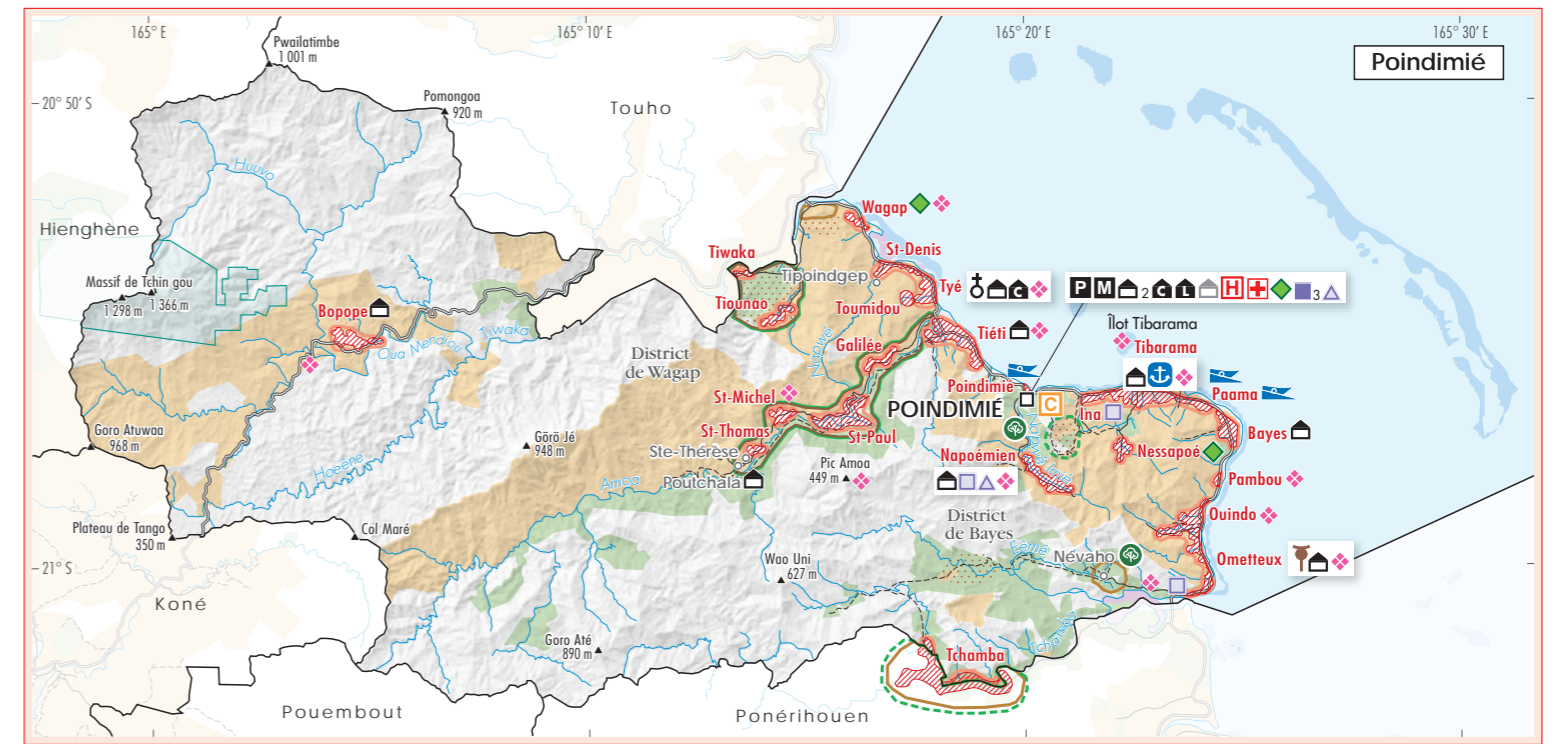 165° E
165° 10' E
165° 20' E
165° 30' E
Poindimié
Pwailatimbe
1 001 m
Pomongoa
920 m
20° 50' S
Touho
Huuvo
Hienghène
Wagap
St-Denis
Tiwaka
Tipoindgep
Massif de Tchin gou
1 298 m
1 366 m
Tiounao
Toumidou
Tyé
C
P M 2 C L H 3
Bopope
Tiwaka
Oua Mendiou
Napwé
Galilée
Tiéti
Îlot Tibarama
Tibarama
District
de Wagap
St-Michel
Poindimié
POINDIMIÉ
C
Ina
Paama
Bayes
Goro Atuwaa
968 m
Görö Jé
948 m
St-Thomas
Ste-Thérèse
St-Paul
Nessapoé
Poutchala
Pic Amoa
449 m
Napoémien
Pambou
Amoa
Ouindo
Plateau de Tango
350 m
Col Maré
District
de Bayes
Névaho
Ometteux
21° S
Wao Uni
627 m
Koné
Goro Até
890 m
Tchamba
Tchamba
Pouembout
Ponérihouen